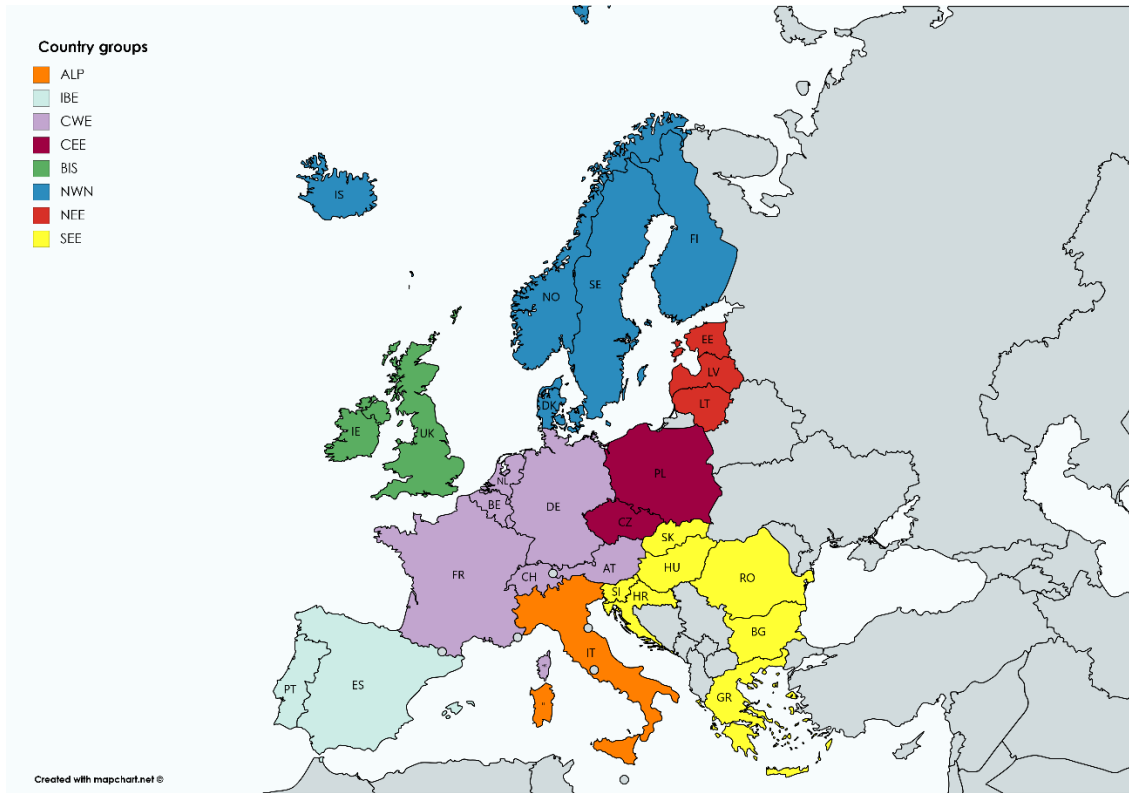 Country groups
ALP
IBE
CWE
CEE
BIS
NWN
NEE
SEE
IS
FI
NO
SE
EE
LV
LT
DK
IE
UK
NL
BE
DE
PL
CZ
SK
FR
CH
AT
HU
RO
SI
HR
BG
IT
PT
ES
GR
Created with mapchart.net ©